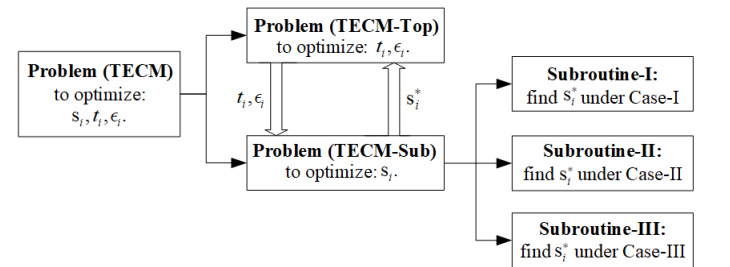 Problem (TECM)
to optimize:
s_i, t_i, ϵ_i.
Problem (TECM-Top)
to optimize: t_i, ϵ_i.
t_i, ϵ_i
s_i^*
Problem (TECM-Sub)
to optimize: s_i.
Subroutine-I:
find s_i^* under Case-I
Subroutine-II:
find s_i^* under Case-II
Subroutine-III:
find s_i^* under Case-III